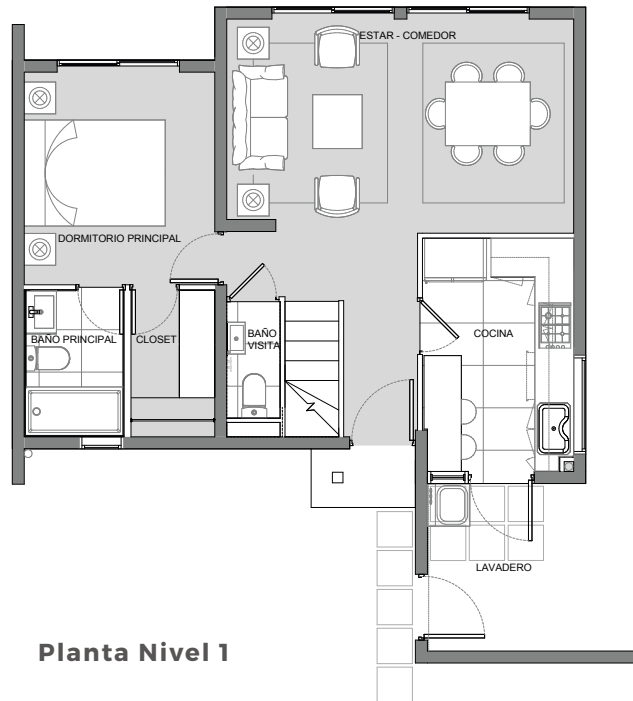 ESTAR - COMEDOR
DORMITORIO PRINCIPAL
BAÑO PRINCIPAL
CLOSET
BAÑO
VISITA
COCINA
LAVADERO
Planta Nivel 1